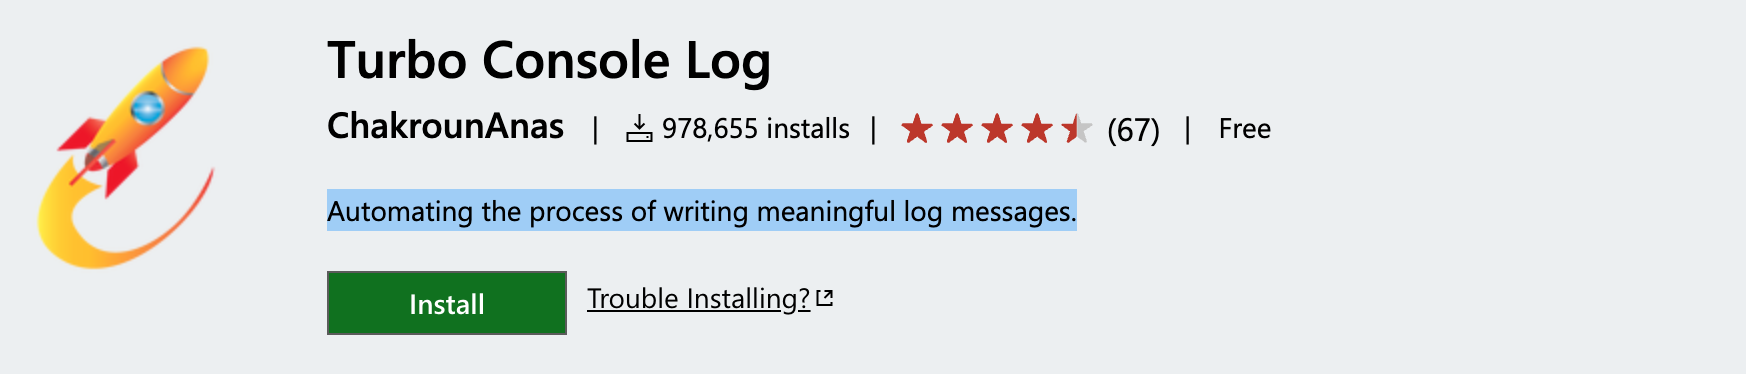 Turbo Console Log
ChakrounAnas | 978,655 installs | (67) | Free
Automating the process of writing meaningful log messages.
Install Trouble Installing?